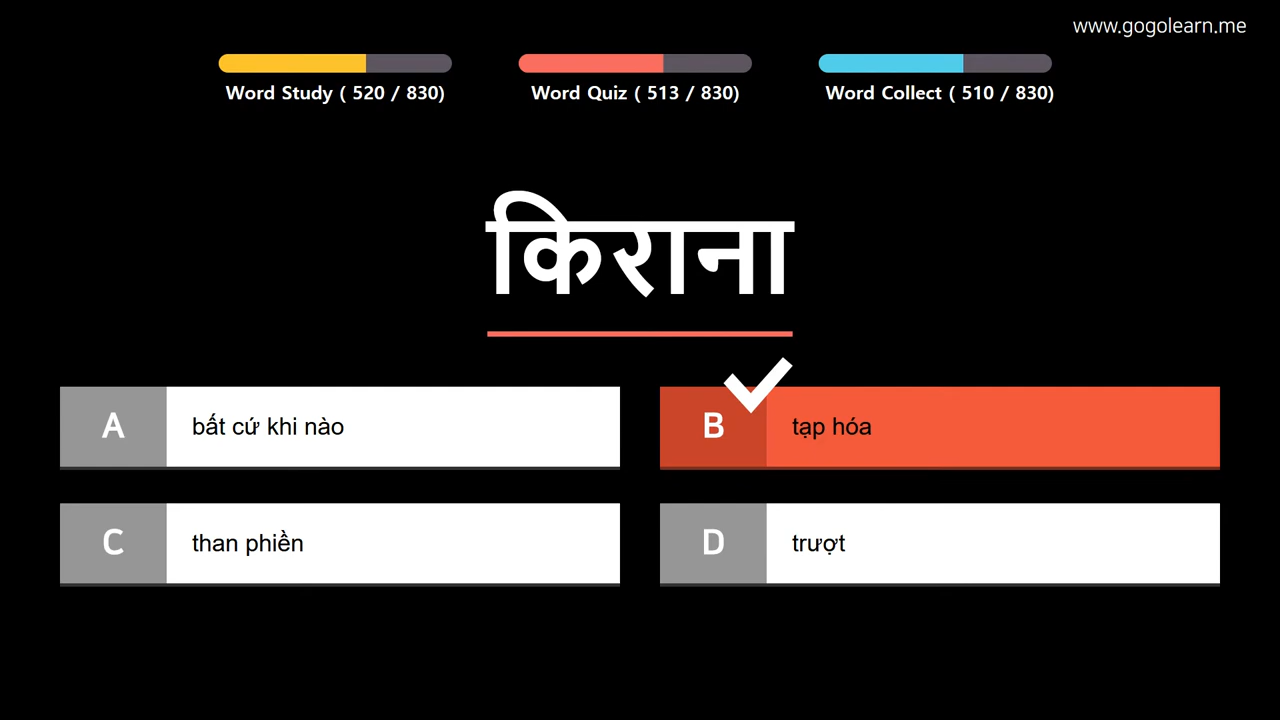 www.gogolearn.me
Word Study ( 520 / 830)
Word Quiz ( 513 / 830)
Word Collect ( 510 / 830)
किराना
A
bất cứ khi nào
B
tạp hóa
C
than phiền
D
trượt